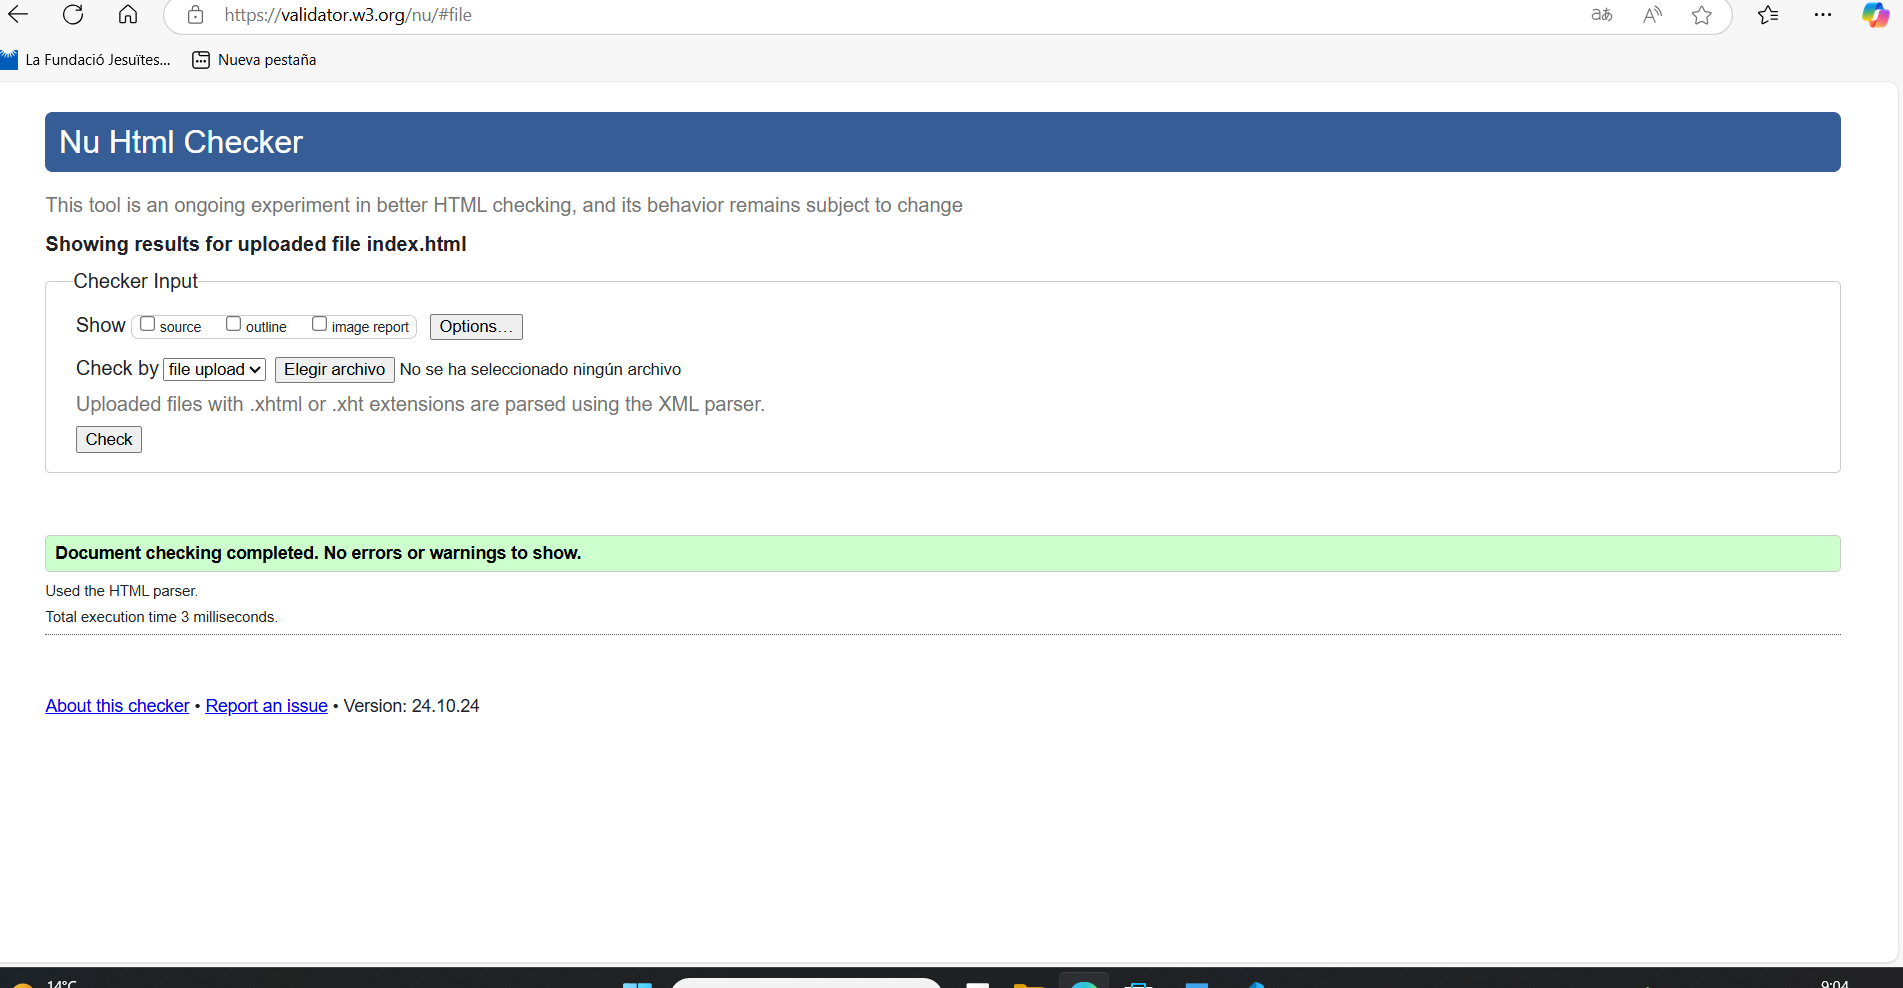 https://validator.w3.org/nu/#file
La Fundació Jesuïtes... Nueva pestaña
Nu Html Checker
This tool is an ongoing experiment in better HTML checking, and its behavior remains subject to change
Showing results for uploaded file index.html
Checker Input
Show source outline image report Options...
Check by file upload Elegir archivo No se ha seleccionado ningún archivo
Uploaded files with .xhtml or .xht extensions are parsed using the XML parser.
Check
Document checking completed. No errors or warnings to show.
Used the HTML parser.
Total execution time 3 milliseconds.
About this checker • Report an issue • Version: 24.10.24
14°C 9:04